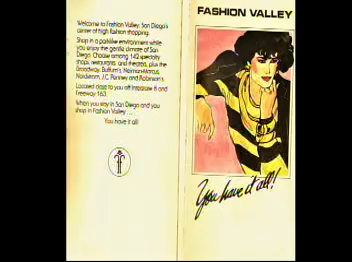 Welcome to Fashion Valley, San Diego's
center of high fashion shopping.
Shop in a parklike environment while
you enjoy the gentle climate of San
Diego. Choose among 142 specialty
shops, restaurants, and theatres, plus the
Broadway, Buffum's, Neiman-Marcus,
Nordstrom, J.C. Penney and Robinson's.
Located close to you off Interstate 8 and
Freeway 163.
When you stay in San Diego and you
shop in Fashion Valley . . .
You have it all!
FASHION VALLEY
You have it all!